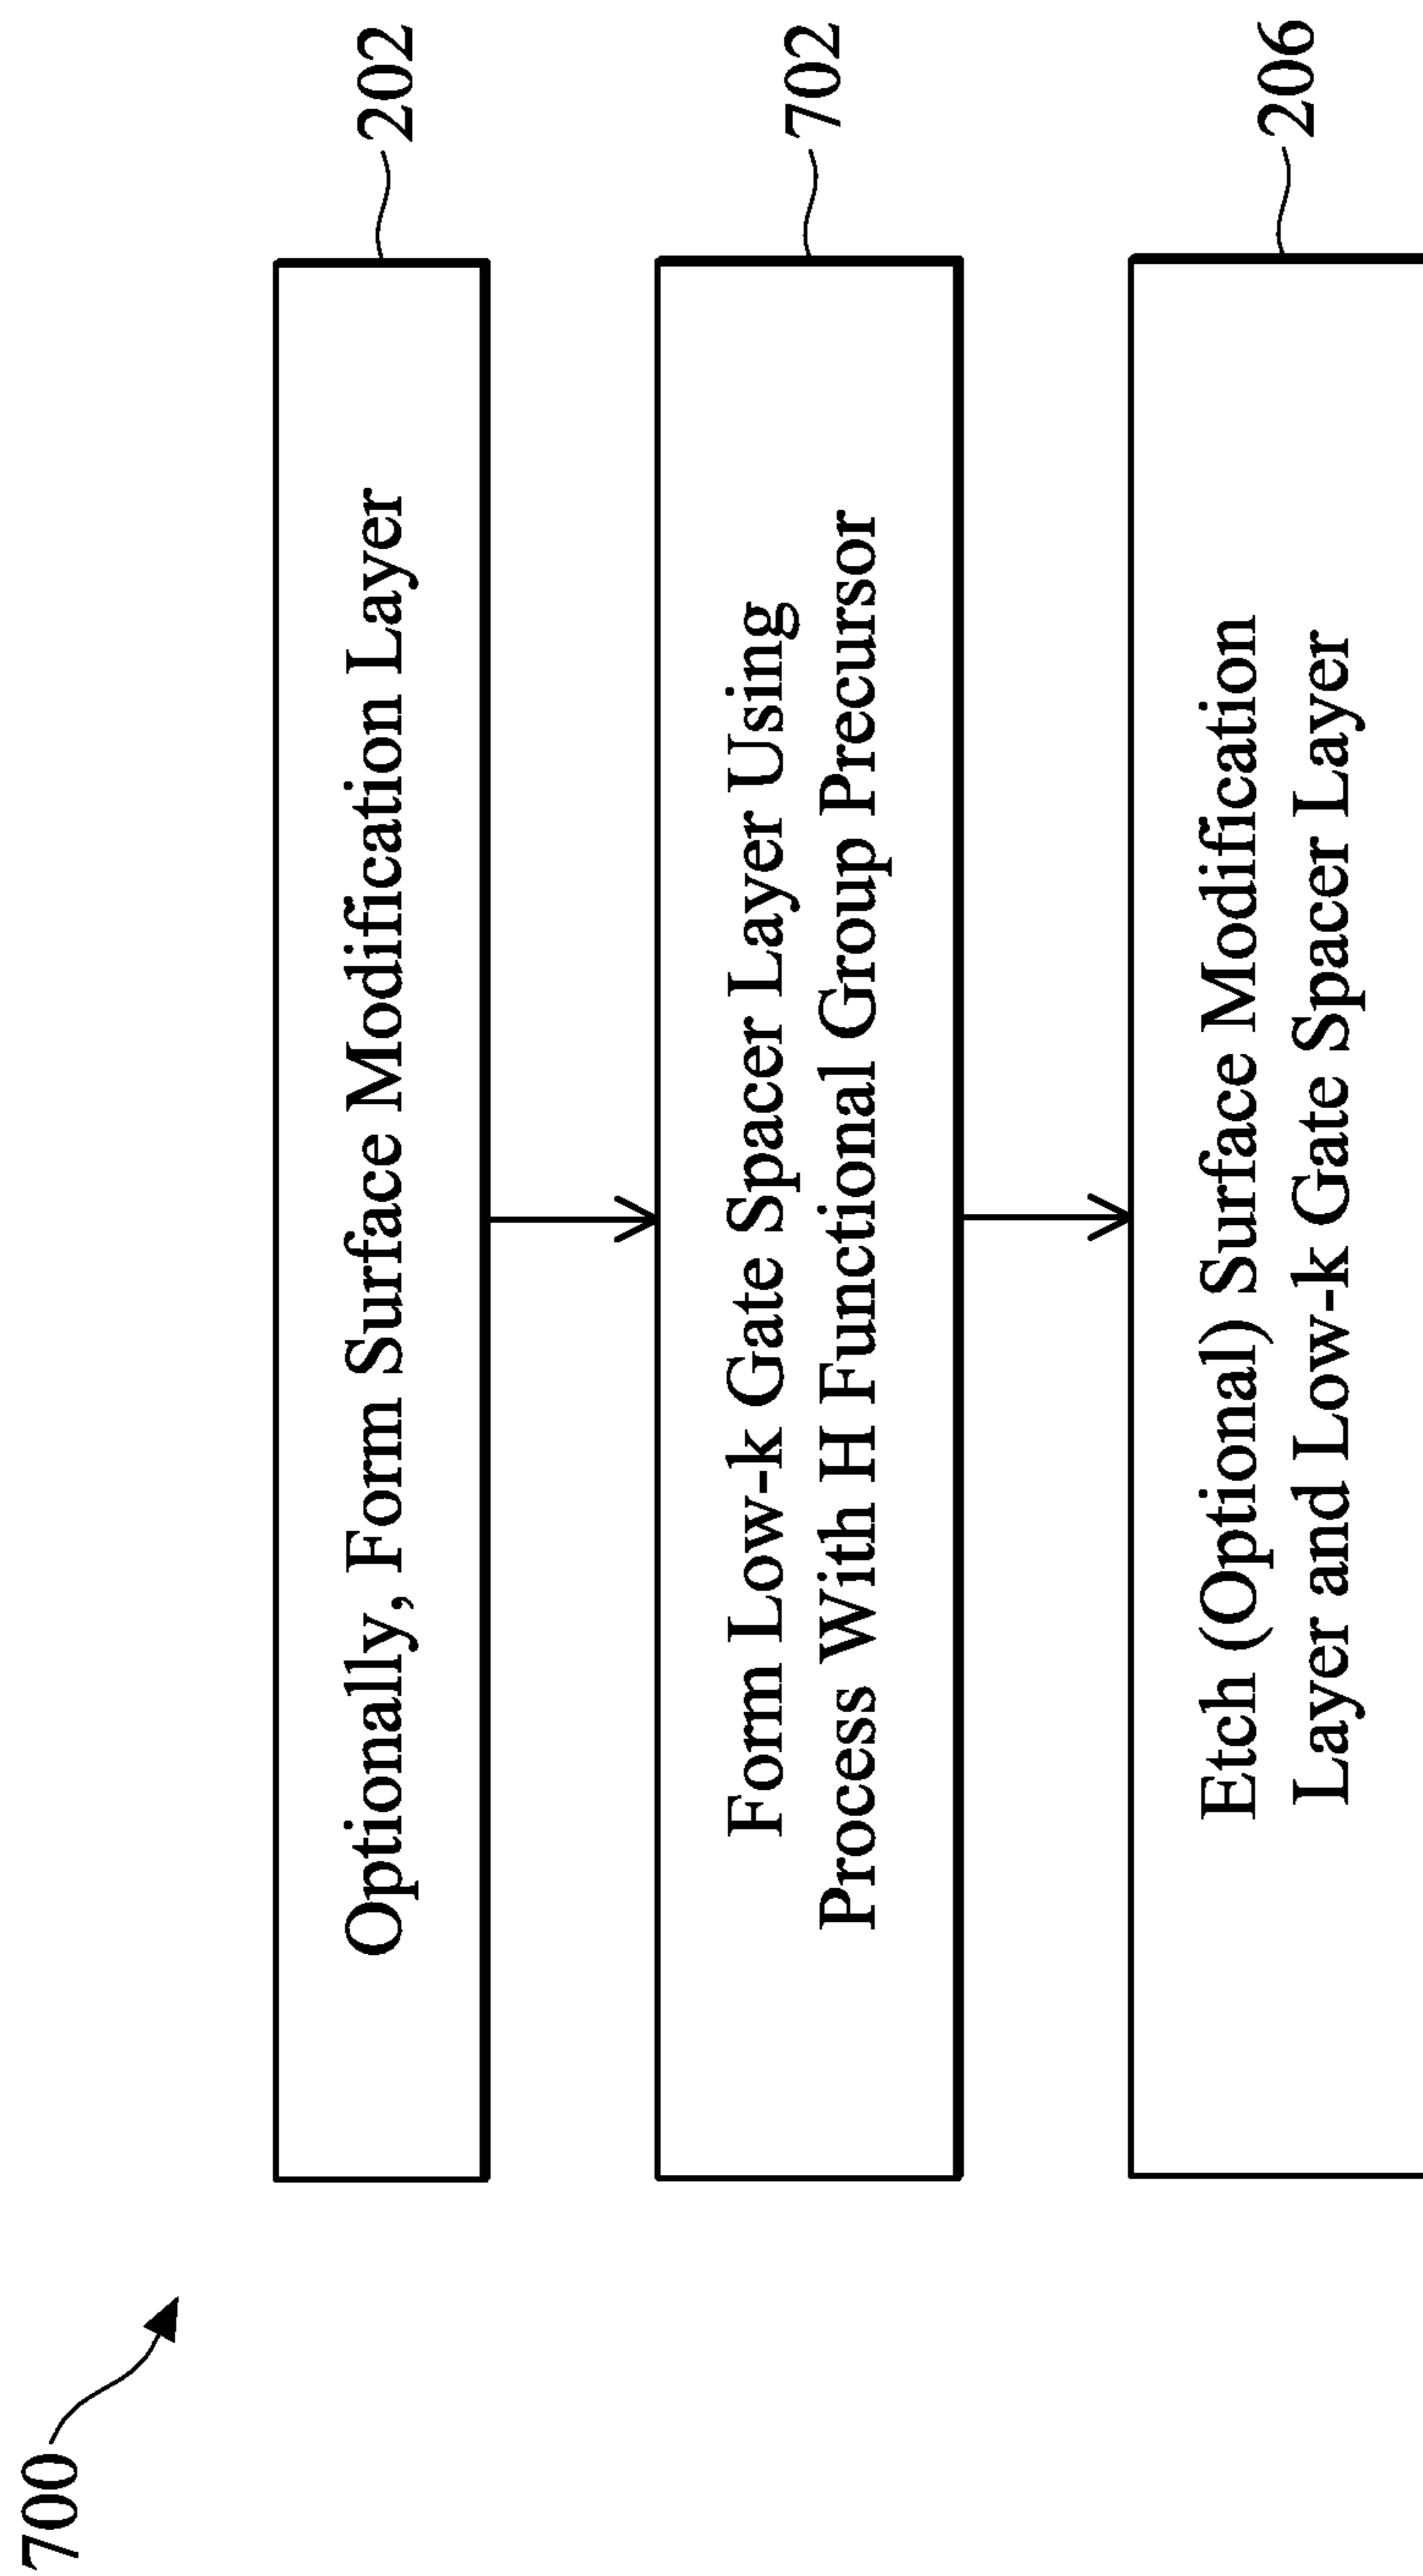 700
Optionally, Form Surface Modification Layer
202
Form Low-k Gate Spacer Layer Using
Process With H Functional Group Precursor
702
Etch (Optional) Surface Modification
Layer and Low-k Gate Spacer Layer
206